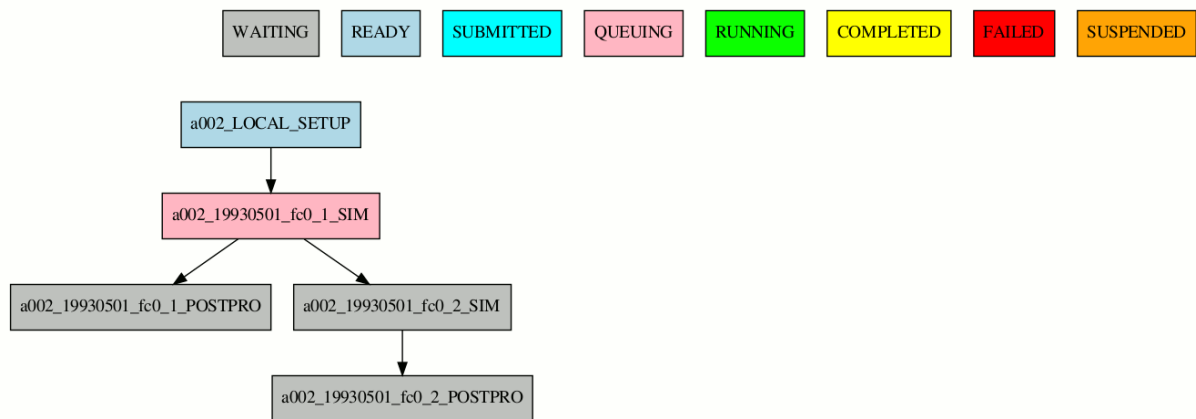 WAITING READY SUBMITTED QUEUING RUNNING COMPLETED FAILED SUSPENDED
a002_LOCAL_SETUP
a002_19930501_fc0_1_SIM
a002_19930501_fc0_1_POSTPRO a002_19930501_fc0_2_SIM
a002_19930501_fc0_2_POSTPRO